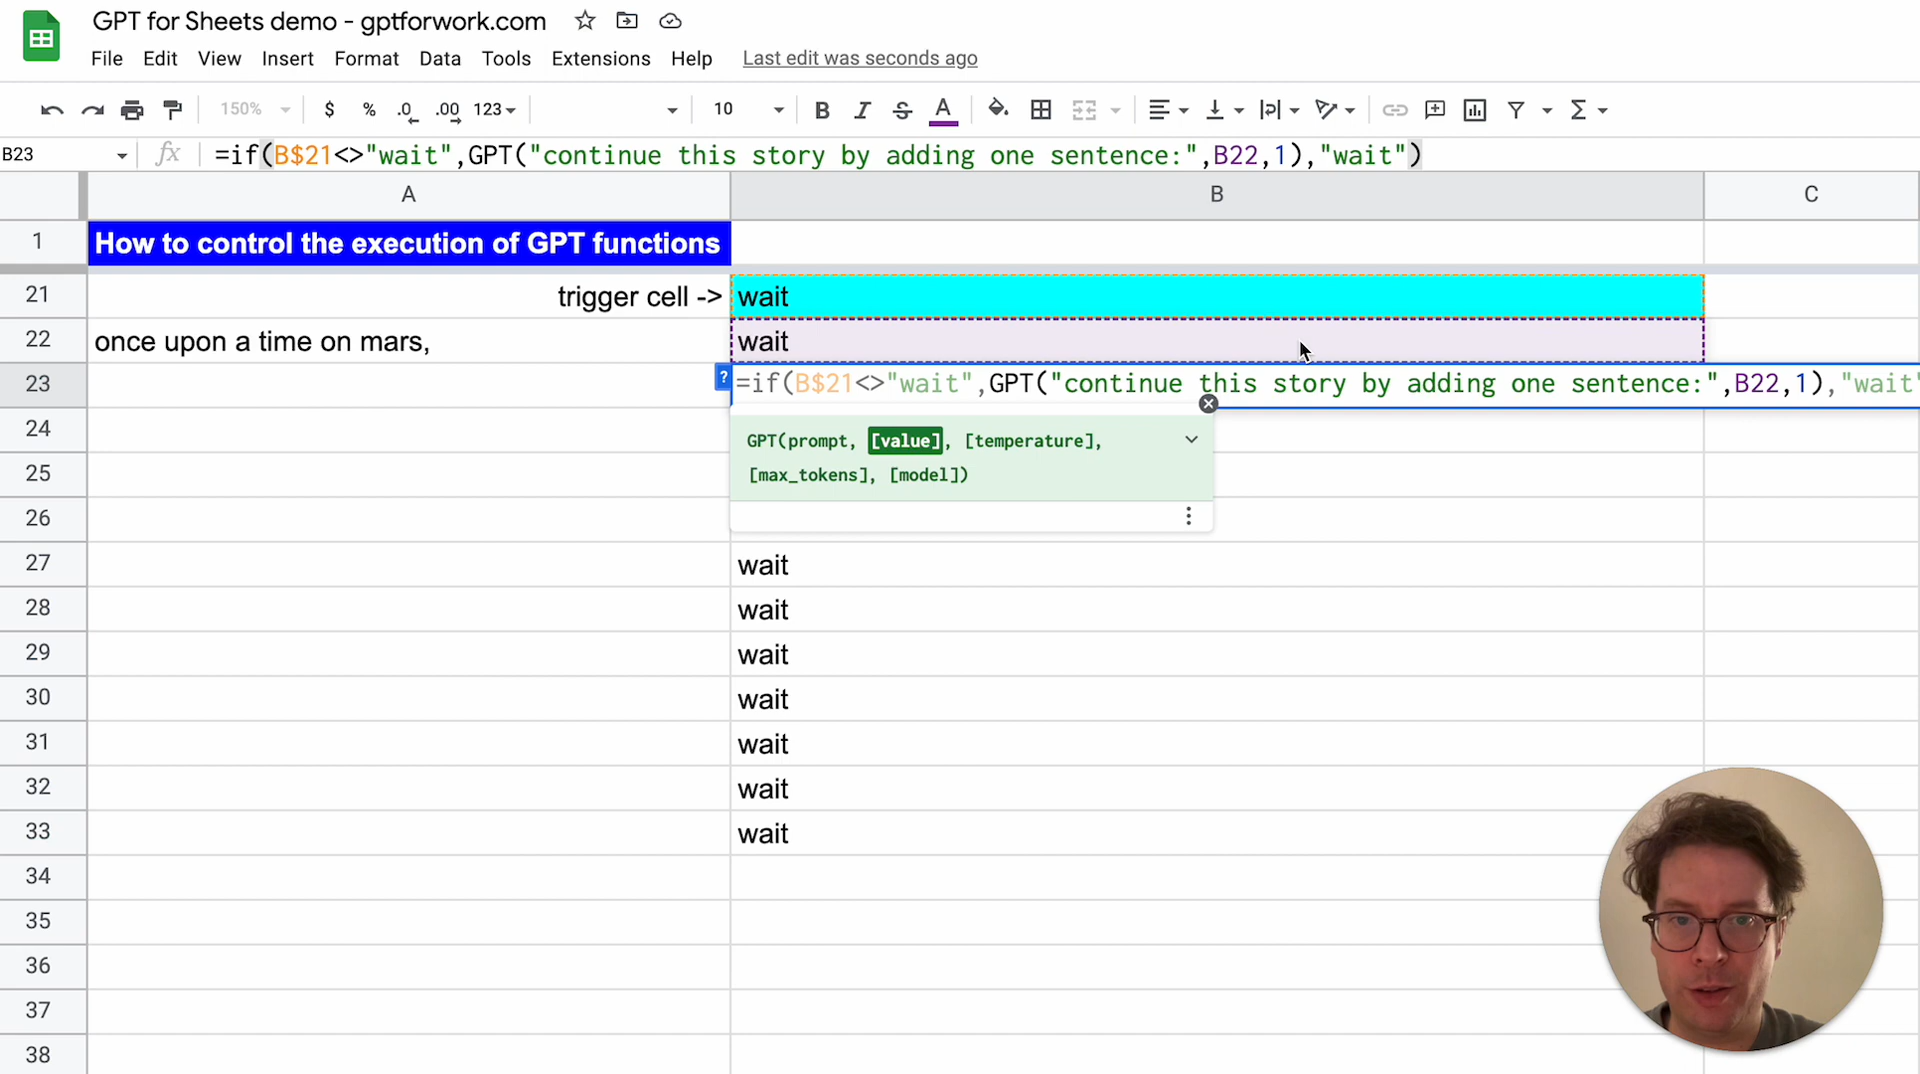 GPT for Sheets demo - gptforwork.com
File Edit View Insert Format Data Tools Extensions Help Last edit was seconds ago
150% $ % .0 .00 123 10 B I S A Σ
B23 fx =if(B$21<>"wait",GPT("continue this story by adding one sentence:",B22,1),"wait")
A B C
1 How to control the execution of GPT functions
21 trigger cell -> wait
22 once upon a time on mars, wait
23 ? =if(B$21<>"wait",GPT("continue this story by adding one sentence:",B22,1),"wait"
24
GPT(prompt, [value], [temperature],
25 [max_tokens], [model])
26
27 wait
28 wait
29 wait
30 wait
31 wait
32 wait
33 wait
34
35
36
37
38